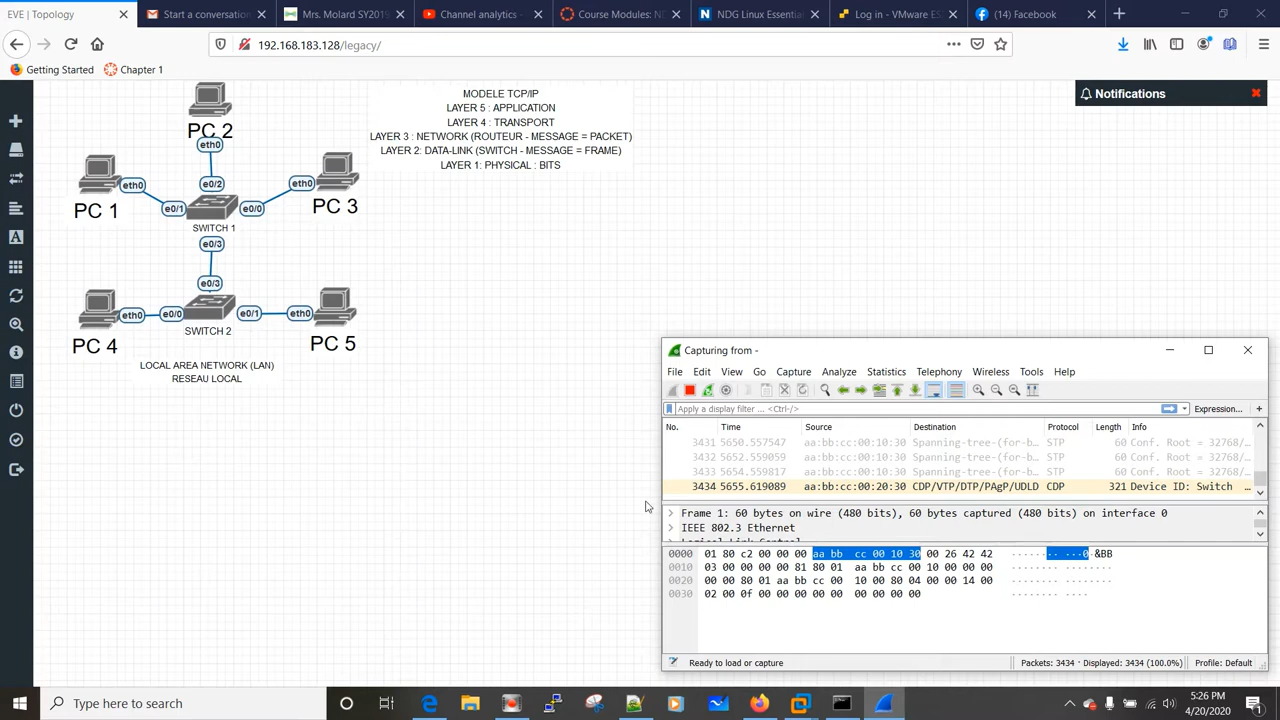 EVE | Topology
Start a conversation
Mrs. Molard SY2019
Channel analytics -
Course Modules: N
NDG Linux Essentia
Log in - VMware ES
(14) Facebook
192.168.183.128/legacy/
Getting Started
Chapter 1
Notifications
MODELE TCP/IP
LAYER 5 : APPLICATION
LAYER 4 : TRANSPORT
LAYER 3 : NETWORK (ROUTEUR - MESSAGE = PACKET)
LAYER 2: DATA-LINK (SWITCH - MESSAGE = FRAME)
LAYER 1: PHYSICAL : BITS
PC 2
eth0
eth0
e0/2
eth0
e0/1
e0/0
PC 1
PC 3
SWITCH 1
e0/3
e0/3
eth0
e0/0
e0/1
eth0
SWITCH 2
PC 4
PC 5
LOCAL AREA NETWORK (LAN)
RESEAU LOCAL
Capturing from -
File Edit View Go Capture Analyze Statistics Telephony Wireless Tools Help
Apply a display filter ... <Ctrl-/>
Expression...
No. Time Source Destination Protocol Length Info
3431 5650.557547 aa:bb:cc:00:10:30 Spanning-tree-(for-b… STP 60 Conf. Root = 32768/…
3432 5652.559059 aa:bb:cc:00:10:30 Spanning-tree-(for-b… STP 60 Conf. Root = 32768/…
3433 5654.559817 aa:bb:cc:00:10:30 Spanning-tree-(for-b… STP 60 Conf. Root = 32768/…
3434 5655.619089 aa:bb:cc:00:20:30 CDP/VTP/DTP/PAgP/UDLD CDP 321 Device ID: Switch …
Frame 1: 60 bytes on wire (480 bits), 60 bytes captured (480 bits) on interface 0
IEEE 802.3 Ethernet
Logical-Link Control
0000 01 80 c2 00 00 00 aa bb cc 00 10 30 00 26 42 42 ········ ···0·&BB
0010 03 00 00 00 00 81 80 01 aa bb cc 00 10 00 00 00 ········ ········
0020 00 00 80 01 aa bb cc 00 10 00 80 04 00 00 14 00 ········ ········
0030 02 00 0f 00 00 00 00 00 00 00 00 00 ········ ····
Ready to load or capture
Packets: 3434 · Displayed: 3434 (100.0%)
Profile: Default
Type here to search
5:26 PM
4/20/2020